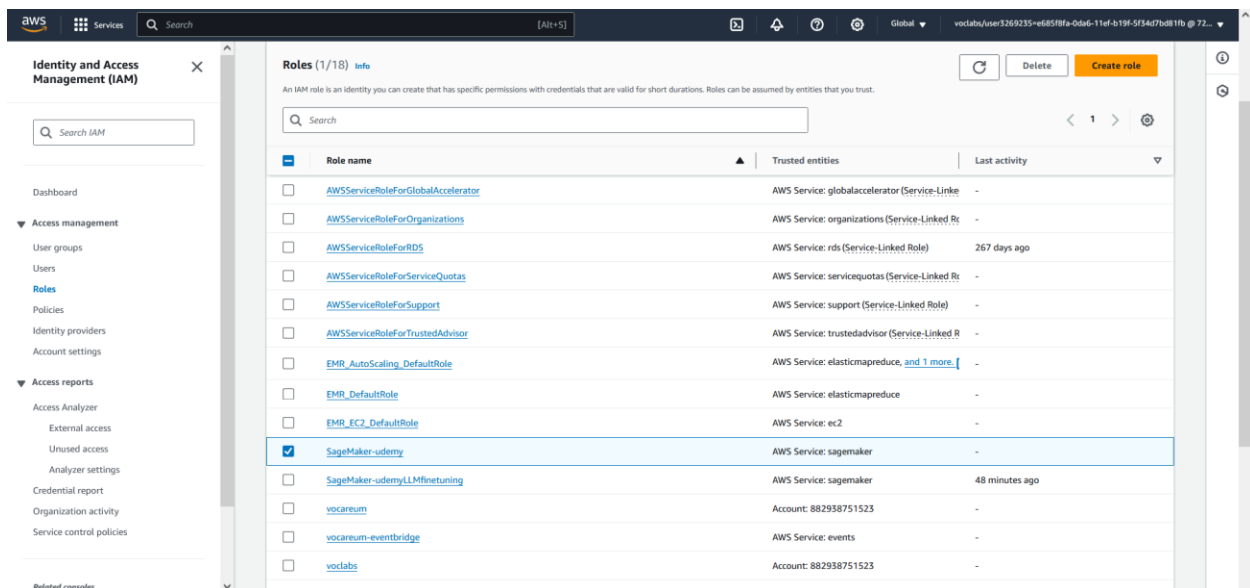 aws
Services
Search
[Alt+S]
Global
voclabs/user3269235=e685f8fa-0da6-11ef-b19f-5f34d7bd81fb @ 72...
Identity and Access
Management (IAM)
Search IAM
Dashboard
Access management
User groups
Users
Roles
Policies
Identity providers
Account settings
Access reports
Access Analyzer
External access
Unused access
Analyzer settings
Credential report
Organization activity
Service control policies
Related consoles
Roles (1/18) Info
Delete
Create role
An IAM role is an identity you can create that has specific permissions with credentials that are valid for short durations. Roles can be assumed by entities that you trust.
Search
1
Role name Trusted entities Last activity
AWSServiceRoleForGlobalAccelerator AWS Service: globalaccelerator (Service-Linke -
AWSServiceRoleForOrganizations AWS Service: organizations (Service-Linked Ro -
AWSServiceRoleForRDS AWS Service: rds (Service-Linked Role) 267 days ago
AWSServiceRoleForServiceQuotas AWS Service: servicequotas (Service-Linked Ro -
AWSServiceRoleForSupport AWS Service: support (Service-Linked Role) -
AWSServiceRoleForTrustedAdvisor AWS Service: trustedadvisor (Service-Linked R -
EMR_AutoScaling_DefaultRole AWS Service: elasticmapreduce, and 1 more. [ -
EMR_DefaultRole AWS Service: elasticmapreduce -
EMR_EC2_DefaultRole AWS Service: ec2 -
SageMaker-udemy AWS Service: sagemaker -
SageMaker-udemyLLMfinetuning AWS Service: sagemaker 48 minutes ago
vocareum Account: 882938751523 -
vocareum-eventbridge AWS Service: events -
voclabs Account: 882938751523 -